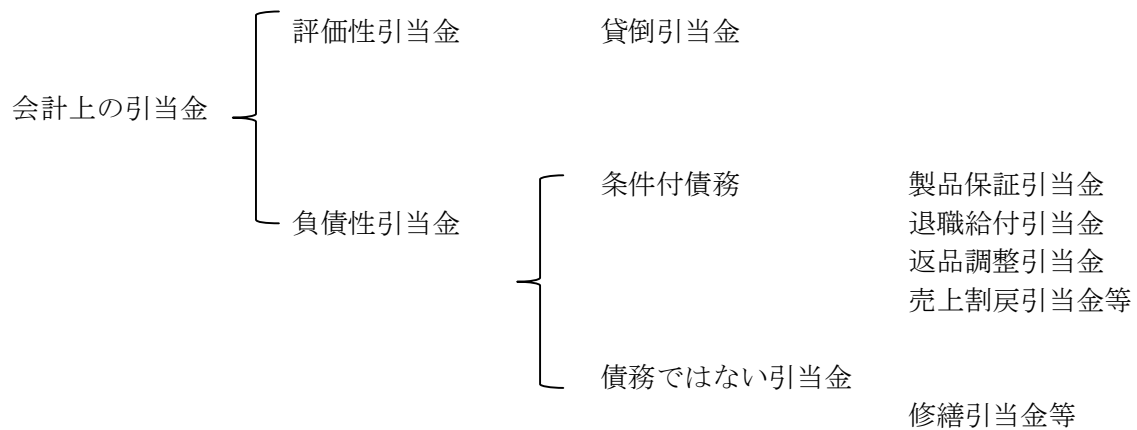 評価性引当金 貸倒引当金
会計上の引当金
条件付債務 製品保証引当金
負債性引当金 退職給付引当金
返品調整引当金
売上割戻引当金等
債務ではない引当金
修繕引当金等